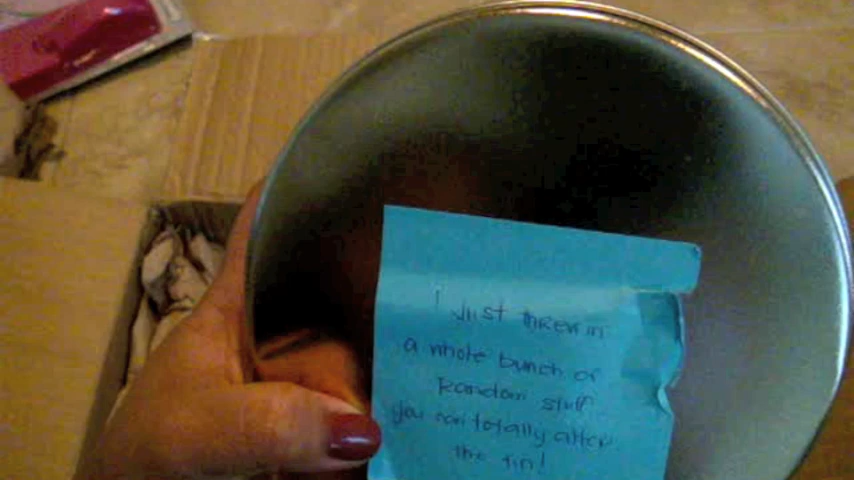 I Just threw in
a whole bunch of
Random stuff
you can totally alter
the tin!